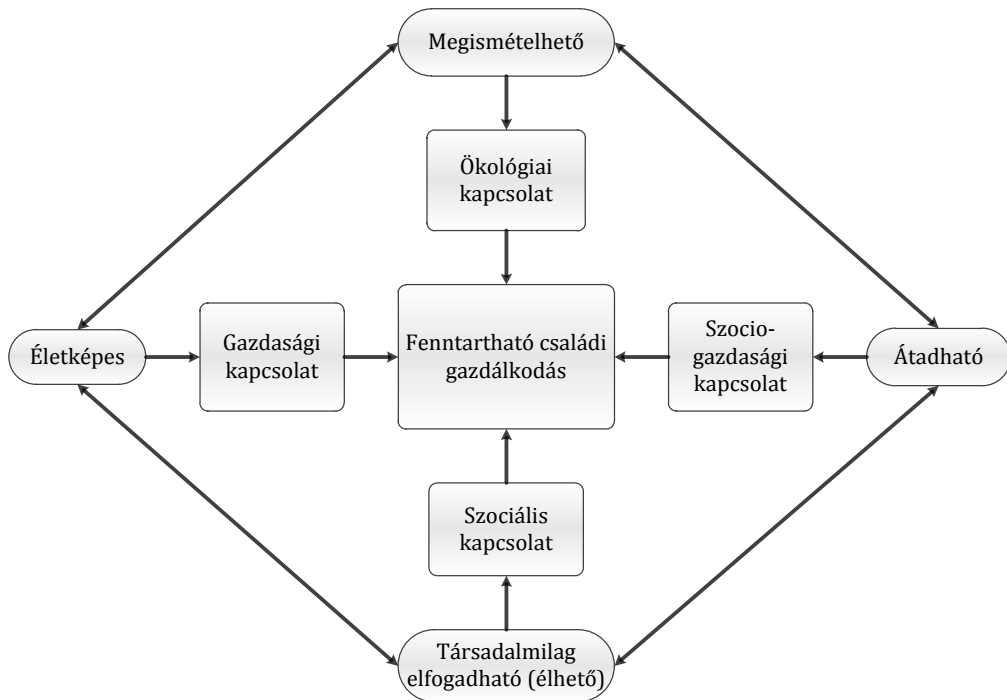 Megismételhető
Ökológiai
kapcsolat
Életképes
Gazdasági
kapcsolat
Fenntartható családi
gazdálkodás
Szocio-
gazdasági
kapcsolat
Átadható
Szociális
kapcsolat
Társadalmilag
elfogadható (élhető)